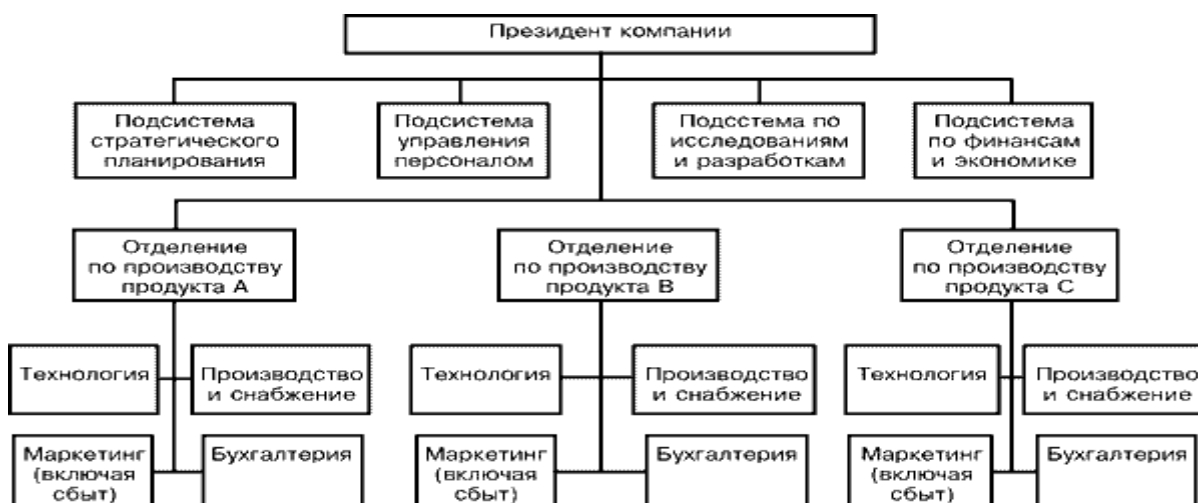 Президент компании
Подсистема
стратегического
планирования
Подсистема
управления
персоналом
Подсстема по
исследованиям
и разработкам
Подсистема
по финансам
и экономике
Отделение
по производству
продукта А
Отделение
по производству
продукта В
Отделение
по производству
продукта С
Технология
Производство
и снабжение
Технология
Производство
и снабжение
Технология
Производство
и снабжение
Маркетинг
(включая
сбыт)
Бухгалтерия
Маркетинг
(включая
сбыт)
Бухгалтерия
Маркетинг
(включая
сбыт)
Бухгалтерия